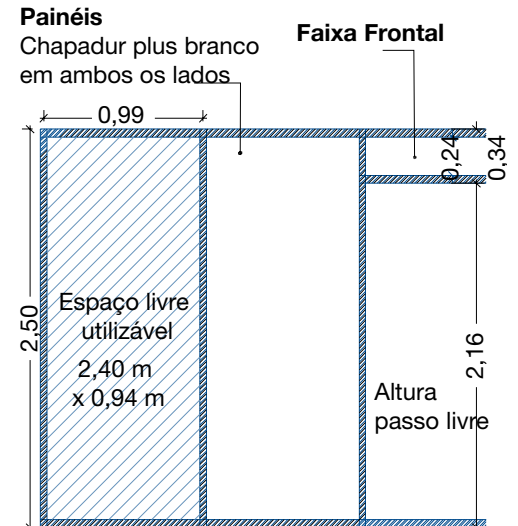 Painéis
Chapadur plus branco
em ambos os lados
Faixa Frontal
0,99
0,24
0,34
2,50
Espaço livre
utilizável
2,40 m
x 0,94 m
2,16
Altura
passo livre